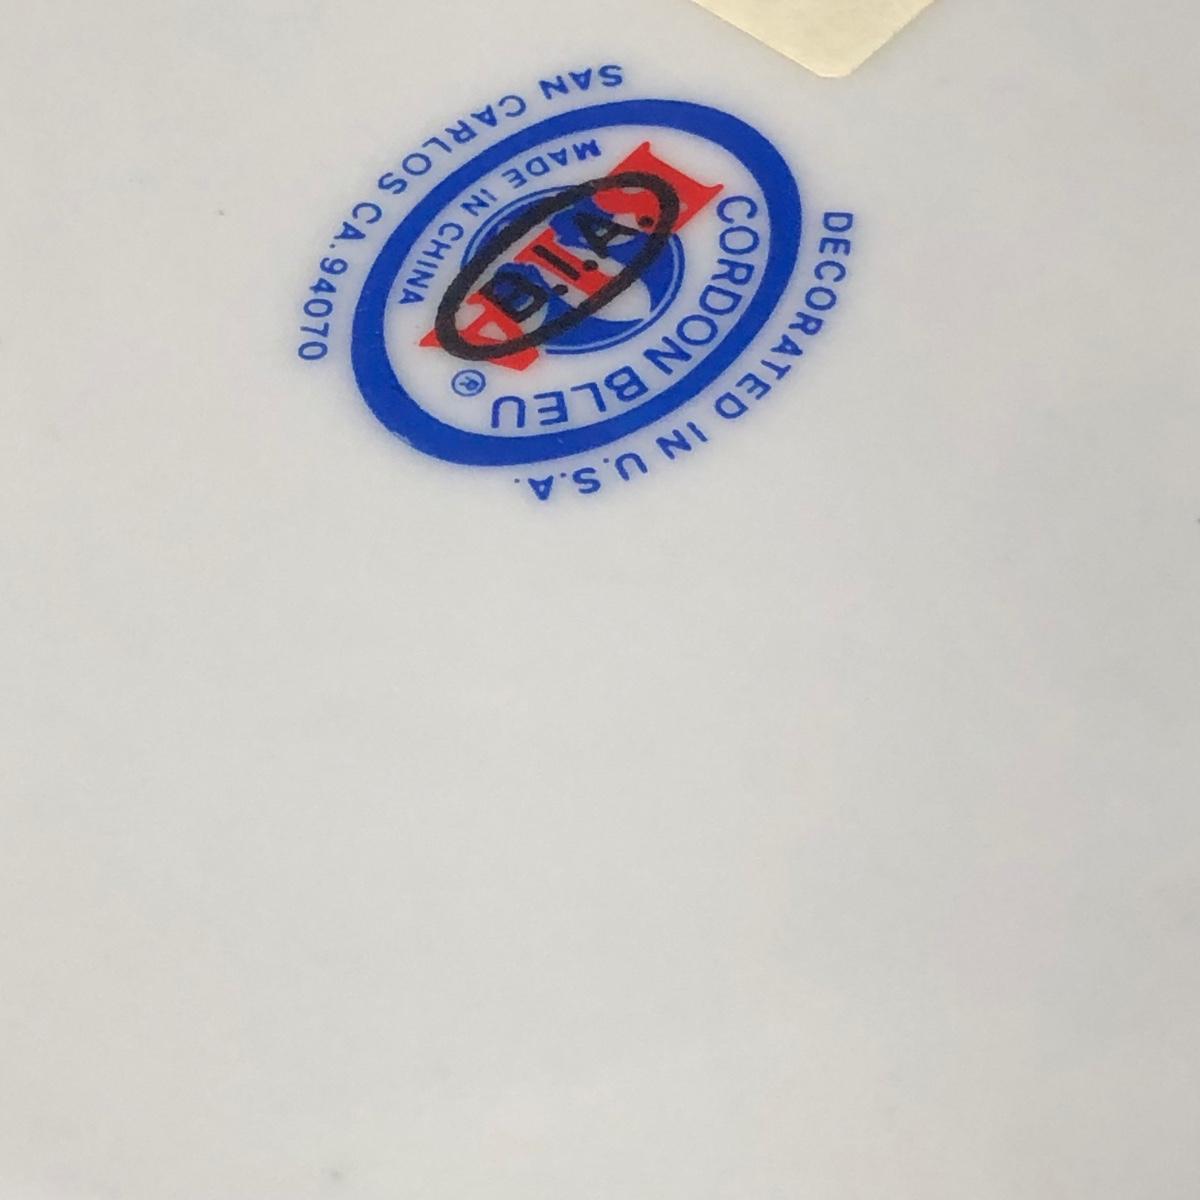 DECORATED IN U.S.A.
CORDON BLEU ®
B.I.A.
MADE IN CHINA
SAN CARLOS CA.94070